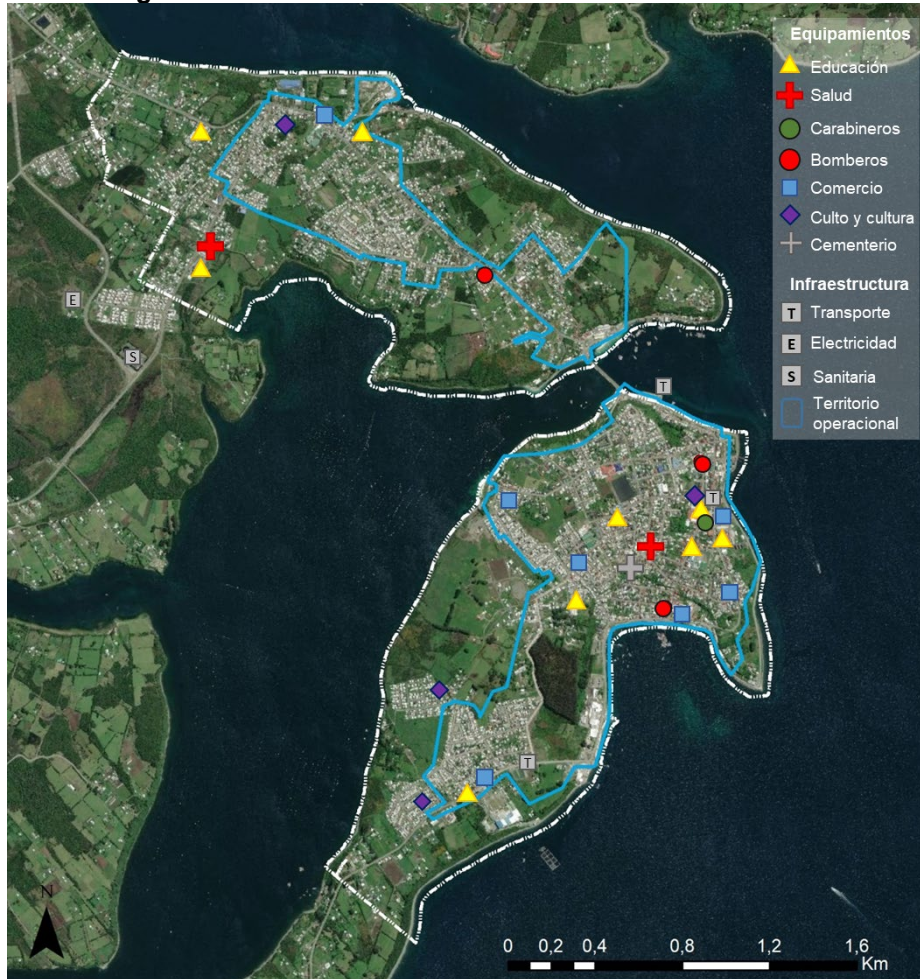 Equipamientos
Educación
Salud
Carabineros
Bomberos
Comercio
Culto y cultura
Cementerio
Infraestructura
T Transporte
E Electricidad
S Sanitaria
Territorio
operacional
E
S
T
T
T
N
0 0,2 0,4 0,8 1,2 1,6
Km